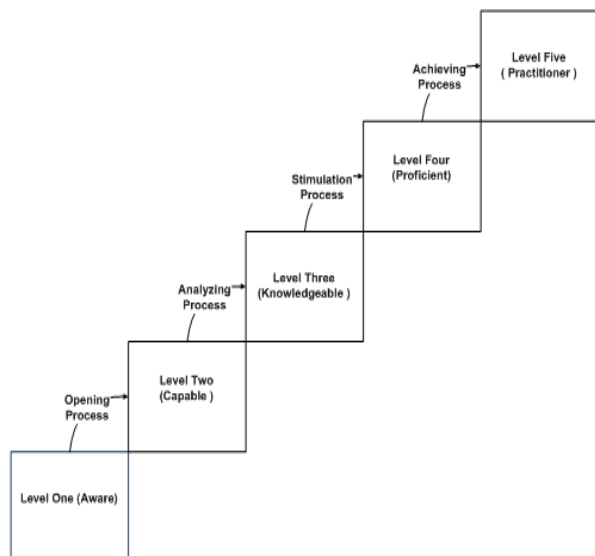 Level Five
( Practitioner )
Achieving
Process
Level Four
(Proficient)
Stimulation
Process
Level Three
(Knowledgeable )
Analyzing
Process
Level Two
(Capable )
Opening
Process
Level One (Aware)